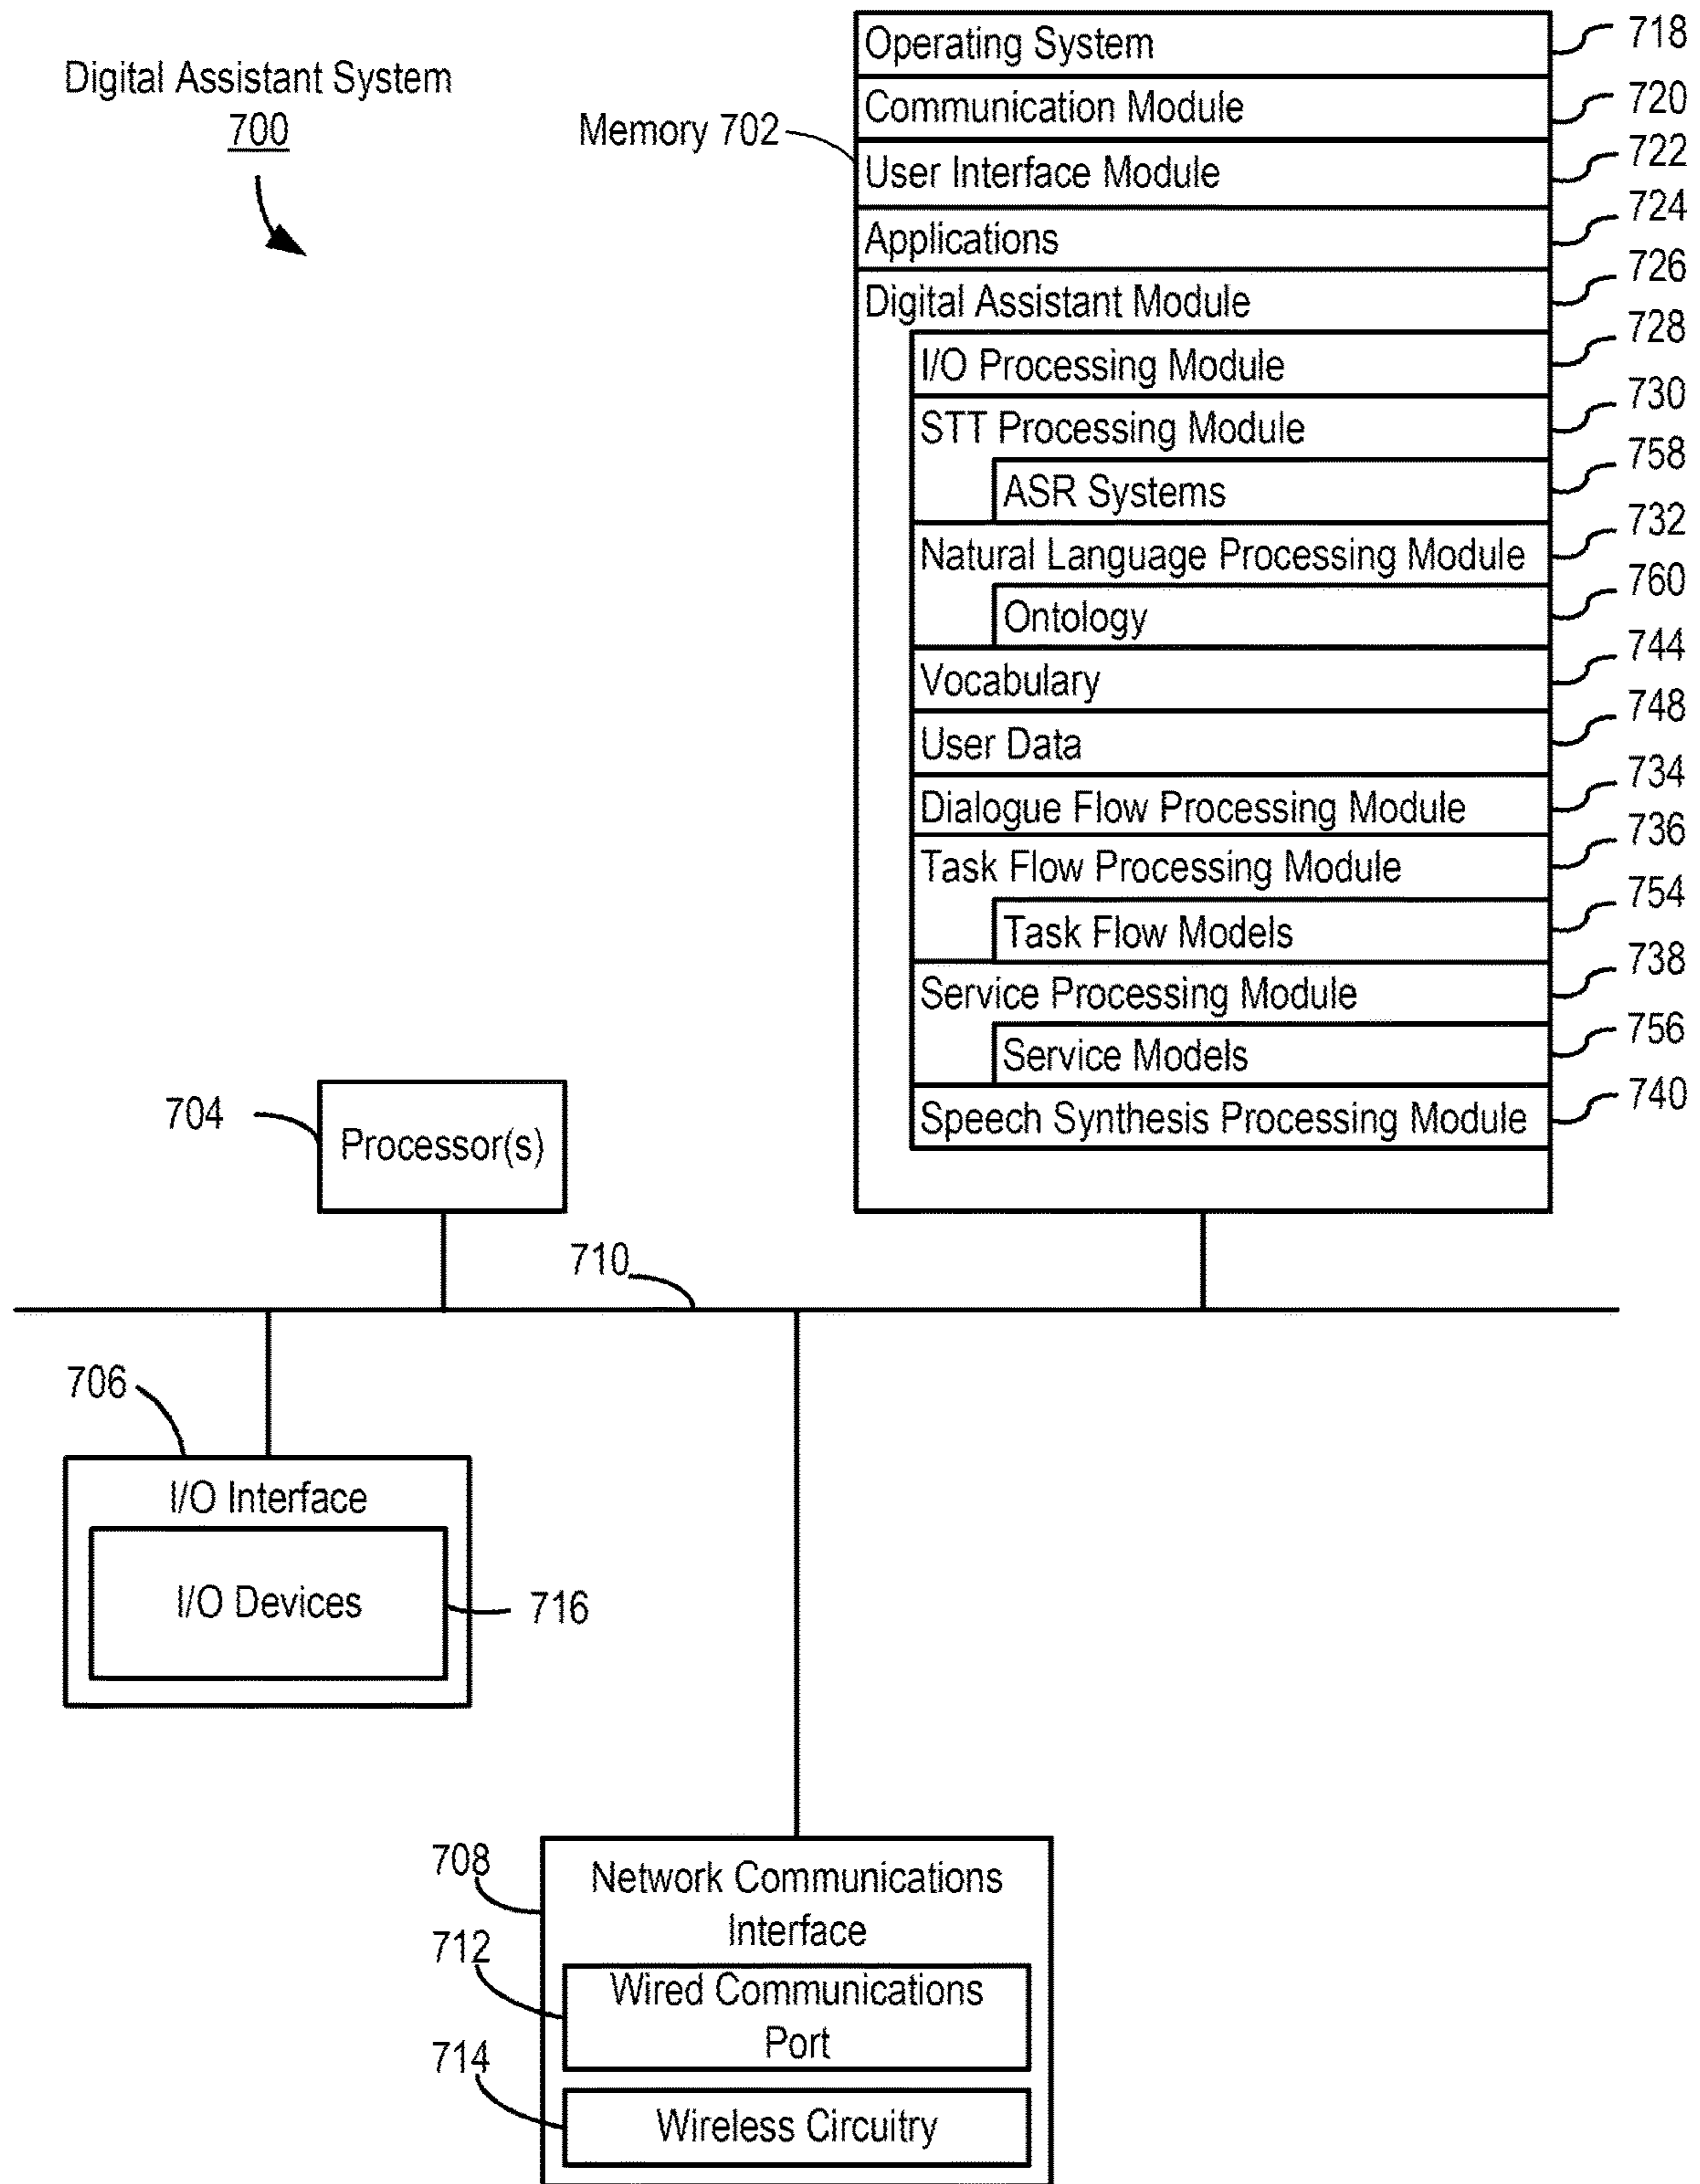 Digital Assistant System
700
Memory 702
Operating System 718
Communication Module 720
User Interface Module 722
Applications 724
Digital Assistant Module 726
I/O Processing Module 728
STT Processing Module 730
ASR Systems 758
Natural Language Processing Module 732
Ontology 760
Vocabulary 744
User Data 748
Dialogue Flow Processing Module 734
Task Flow Processing Module 736
Task Flow Models 754
Service Processing Module 738
Service Models 756
Speech Synthesis Processing Module 740
704
Processor(s)
710
706
I/O Interface
I/O Devices
716
708
Network Communications
Interface
712
Wired Communications
Port
714
Wireless Circuitry